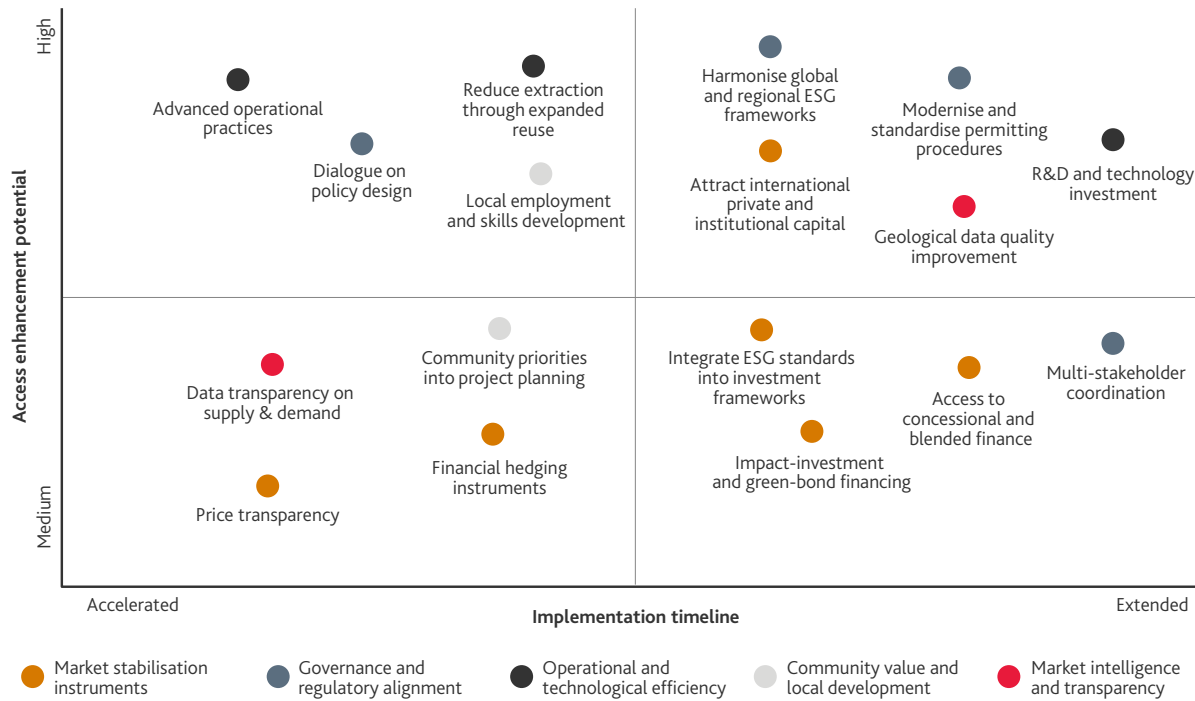 High
Access enhancement potential
Medium
Advanced operational
practices
Dialogue on
policy design
Reduce extraction
through expanded
reuse
Local employment
and skills development
Harmonise global
and regional ESG
frameworks
Attract international
private and
institutional capital
Modernise and
standardise permitting
procedures
Geological data quality
improvement
R&D and technology
investment
Data transparency on
supply & demand
Price transparency
Community priorities
into project planning
Financial hedging
instruments
Integrate ESG standards
into investment
frameworks
Impact-investment
and green-bond financing
Access to
concessional and
blended finance
Multi-stakeholder
coordination
Accelerated
Implementation timeline
Extended
Market stabilisation
instruments
Governance and
regulatory alignment
Operational and
technological efficiency
Community value and
local development
Market intelligence
and transparency